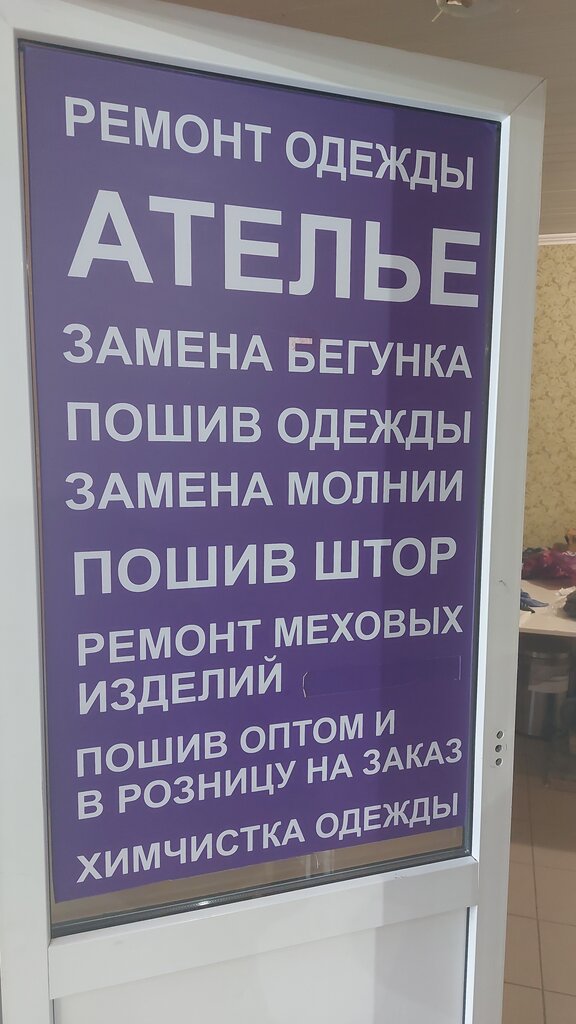 РЕМОНТ ОДЕЖДЫ
АТЕЛЬЕ
ЗАМЕНА БЕГУНКА
ПОШИВ ОДЕЖДЫ
ЗАМЕНА МОЛНИИ
ПОШИВ ШТОР
РЕМОНТ МЕХОВЫХ
ИЗДЕЛИЙ
ПОШИВ ОПТОМ И
В РОЗНИЦУ НА ЗАКАЗ
ХИМЧИСТКА ОДЕЖДЫ